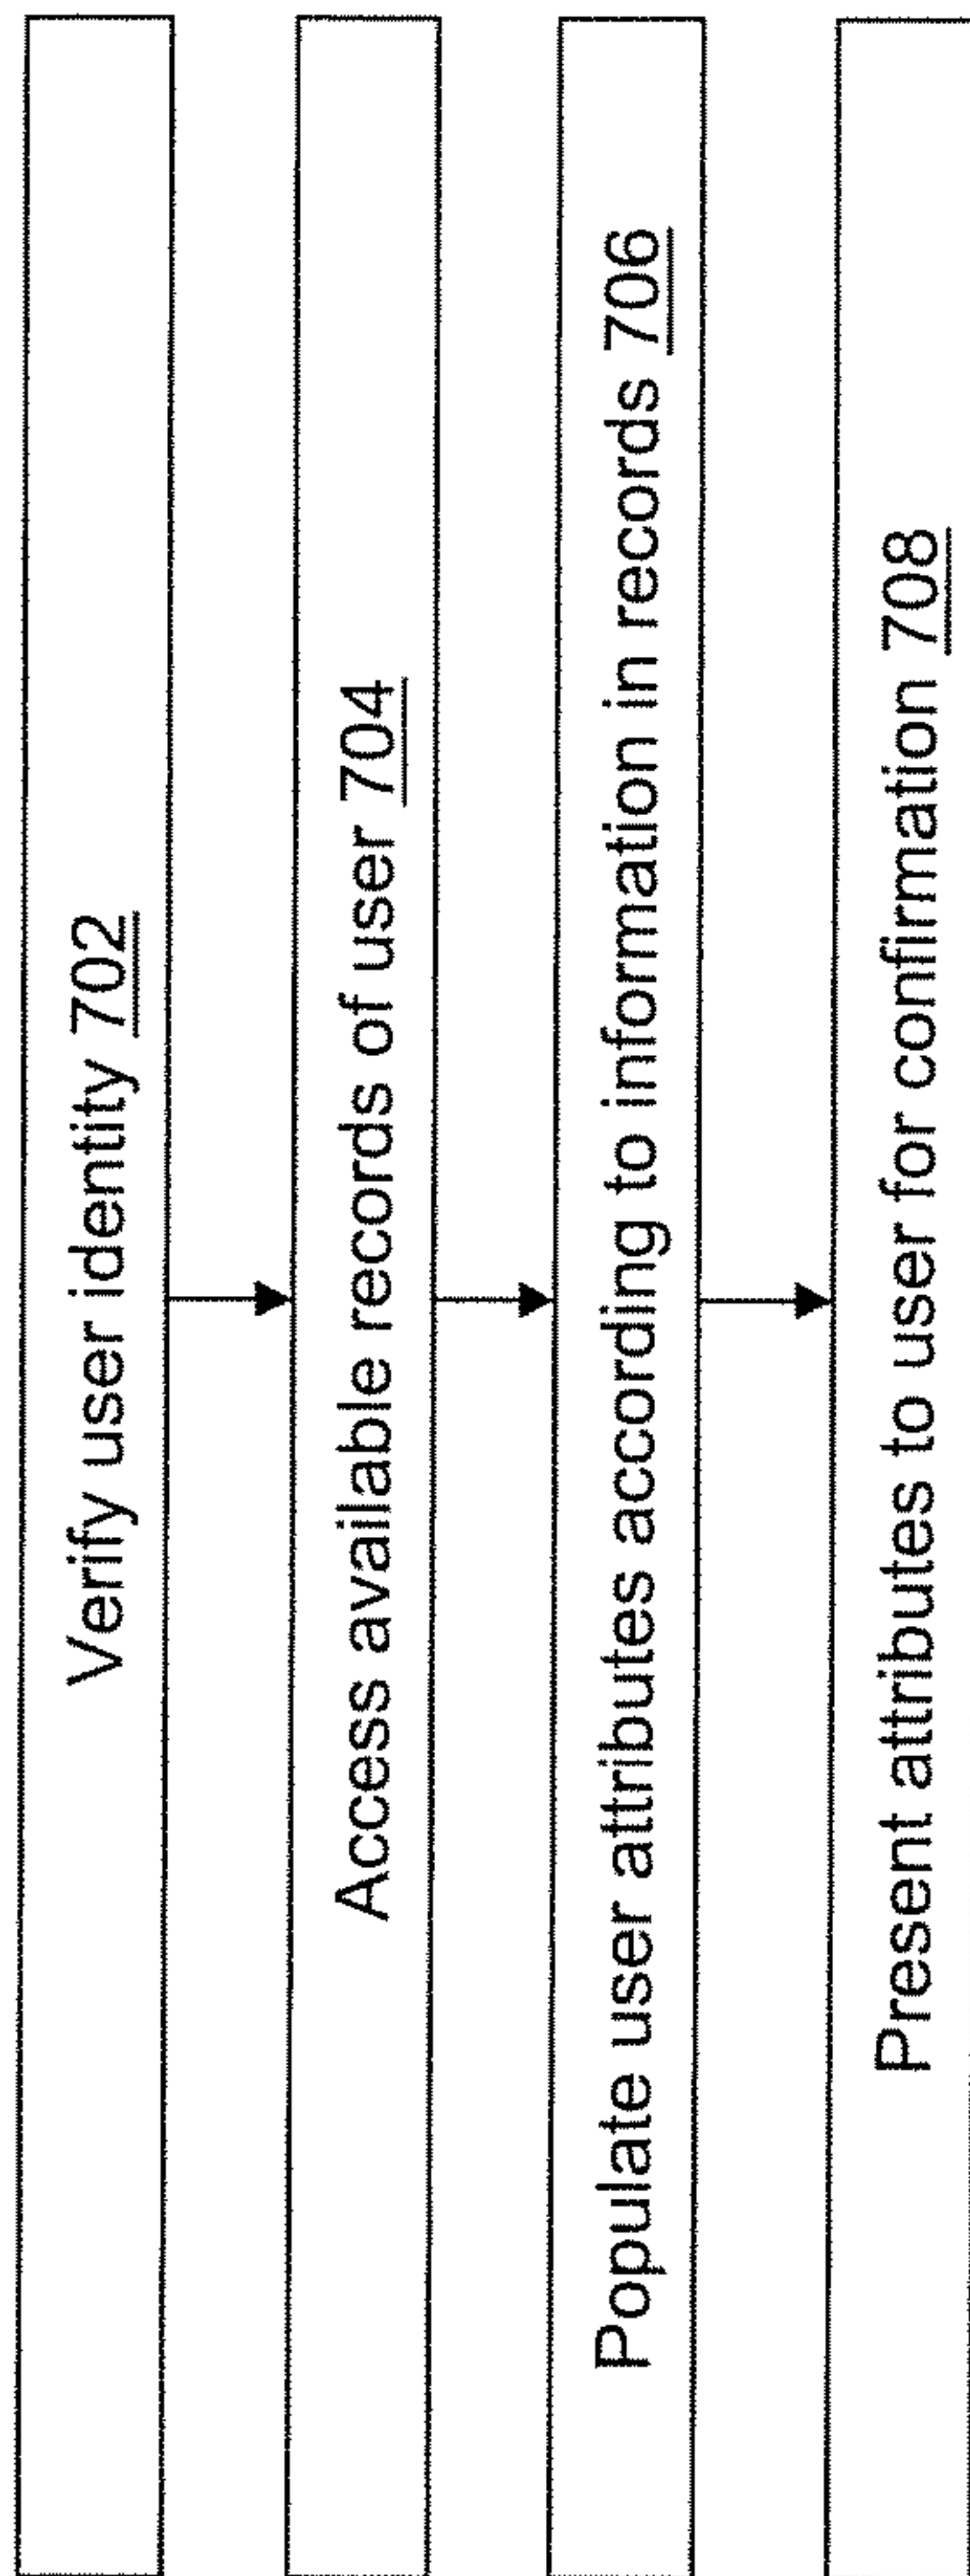 Verify user identity 702
Access available records of user 704
Populate user attributes according to information in records 706
Present attributes to user for confirmation 708